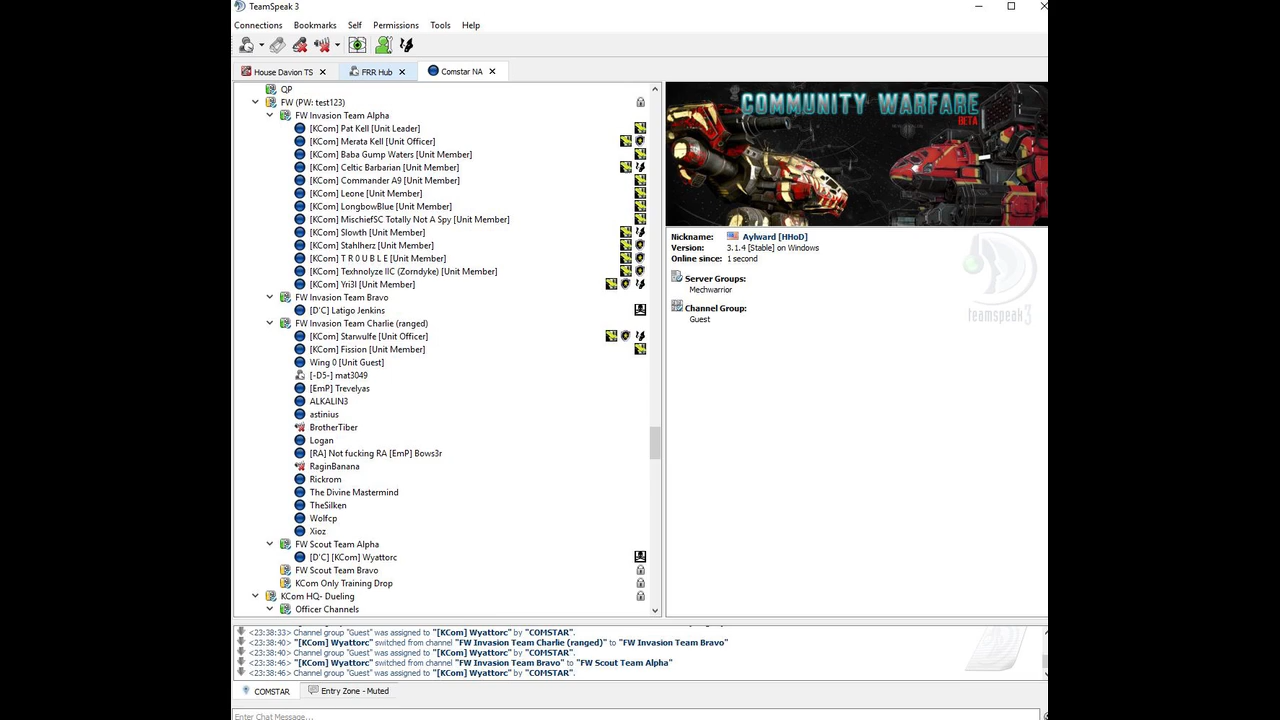 TeamSpeak 3
Connections Bookmarks Self Permissions Tools Help
House Davion TS FRR Hub Comstar NA
QP
FW (PW: test123)
FW Invasion Team Alpha
[KCom] Pat Kell [Unit Leader]
[KCom] Merata Kell [Unit Officer]
[KCom] Baba Gump Waters [Unit Member]
[KCom] Celtic Barbarian [Unit Member]
[KCom] Commander A9 [Unit Member]
[KCom] Leone [Unit Member]
[KCom] LongbowBlue [Unit Member]
[KCom] MischiefSC Totally Not A Spy [Unit Member]
[KCom] Slowth [Unit Member]
[KCom] Stahlherz [Unit Member]
[KCom] T R 0 U B L E [Unit Member]
[KCom] Texhnolyze IIC (Zorndyke) [Unit Member]
[KCom] Yri3l [Unit Member]
FW Invasion Team Bravo
[D'C] Latigo Jenkins
FW Invasion Team Charlie (ranged)
[KCom] Starwulfe [Unit Officer]
[KCom] Fission [Unit Member]
Wing 0 [Unit Guest]
[-D5-] mat3049
[EmP] Trevelyas
ALKALIN3
astinius
BrotherTiber
Logan
[RA] Not fucking RA [EmP] Bows3r
RaginBanana
Rickrom
The Divine Mastermind
TheSilken
Wolfcp
Xioz
FW Scout Team Alpha
[D'C] [KCom] Wyattorc
FW Scout Team Bravo
KCom Only Training Drop
KCom HQ- Dueling
Officer Channels
COMMUNITY WARFARE
BETA
Nickname: Aylward [HHoD]
Version: 3.1.4 [Stable] on Windows
Online since: 1 second
Server Groups:
Mechwarrior
Channel Group:
Guest
teamspeak3
<23:38:33> Channel group "Guest" was assigned to "[KCom] Wyattorc" by "COMSTAR".
<23:38:40> "[KCom] Wyattorc" switched from channel "FW Invasion Team Charlie (ranged)" to "FW Invasion Team Bravo"
<23:38:40> Channel group "Guest" was assigned to "[KCom] Wyattorc" by "COMSTAR".
<23:38:46> "[KCom] Wyattorc" switched from channel "FW Invasion Team Bravo" to "FW Scout Team Alpha"
<23:38:46> Channel group "Guest" was assigned to "[KCom] Wyattorc" by "COMSTAR".
COMSTAR Entry Zone - Muted
Enter Chat Message...